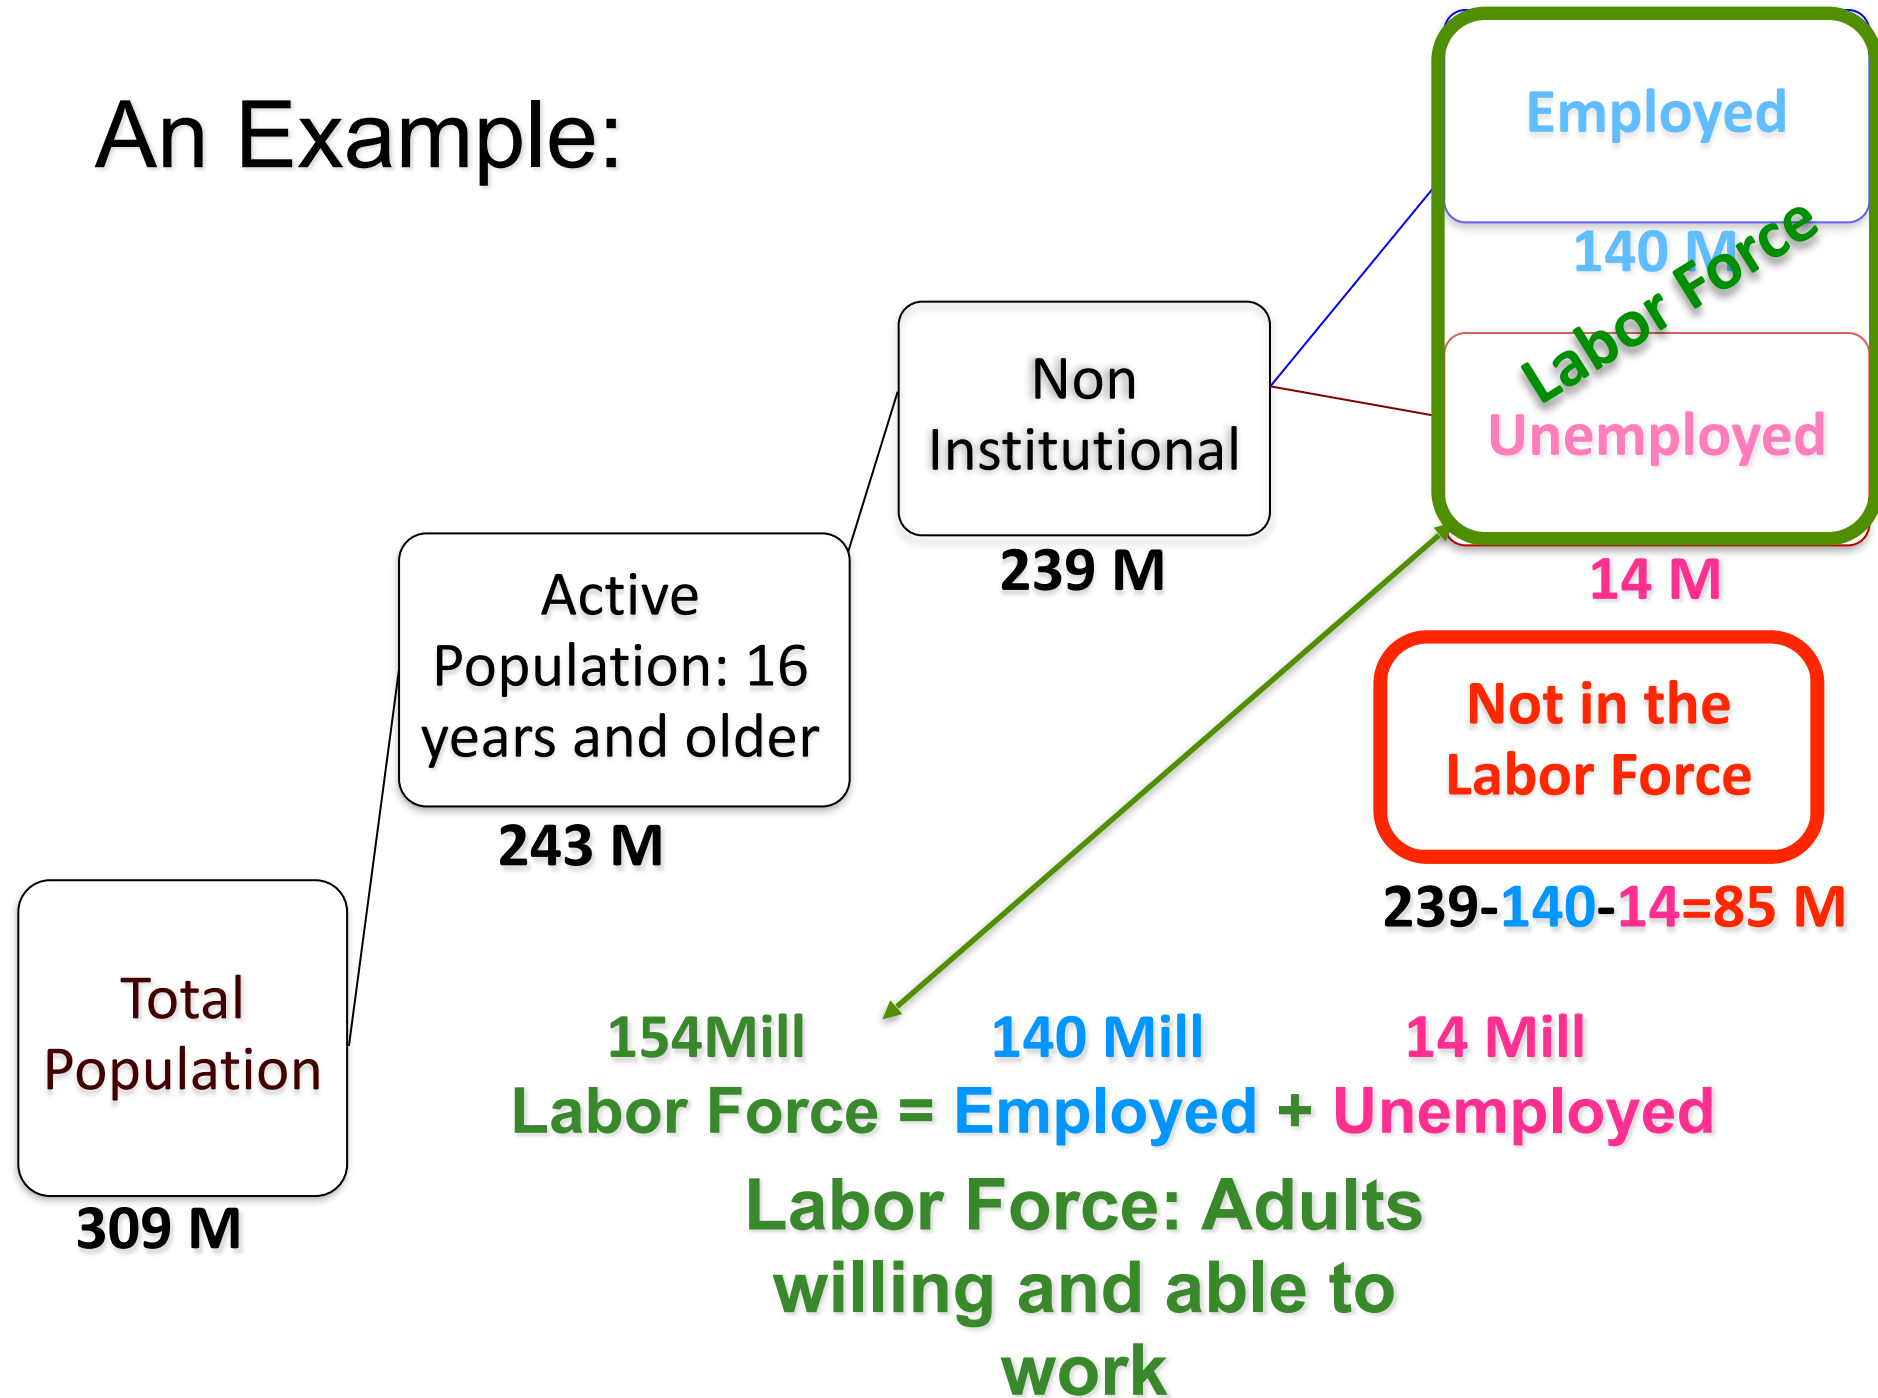 An Example:
Employed
140 M
Labor Force
Unemployed
14 M
Non
Institutional
239 M
Active
Population: 16
years and older
243 M
Not in the
Labor Force
239-140-14=85 M
Total
Population
309 M
154Mill 140 Mill 14 Mill
Labor Force = Employed + Unemployed
Labor Force: Adults
willing and able to
work